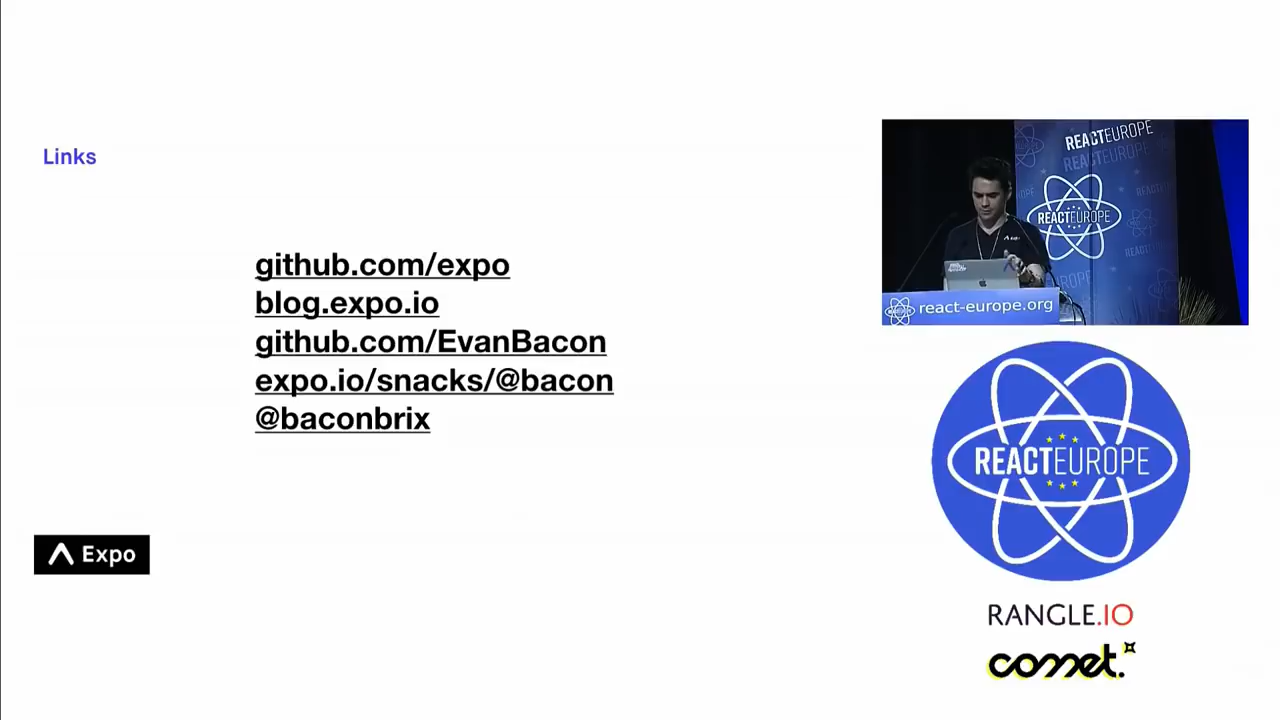 Links
github.com/expo
blog.expo.io
github.com/EvanBacon
expo.io/snacks/@bacon
@baconbrix
Expo
REACTEUROPE
REACTEUROPE
REACTEUROPE
react-europe.org
REACTEUROPE
RANGLE.IO
comet.